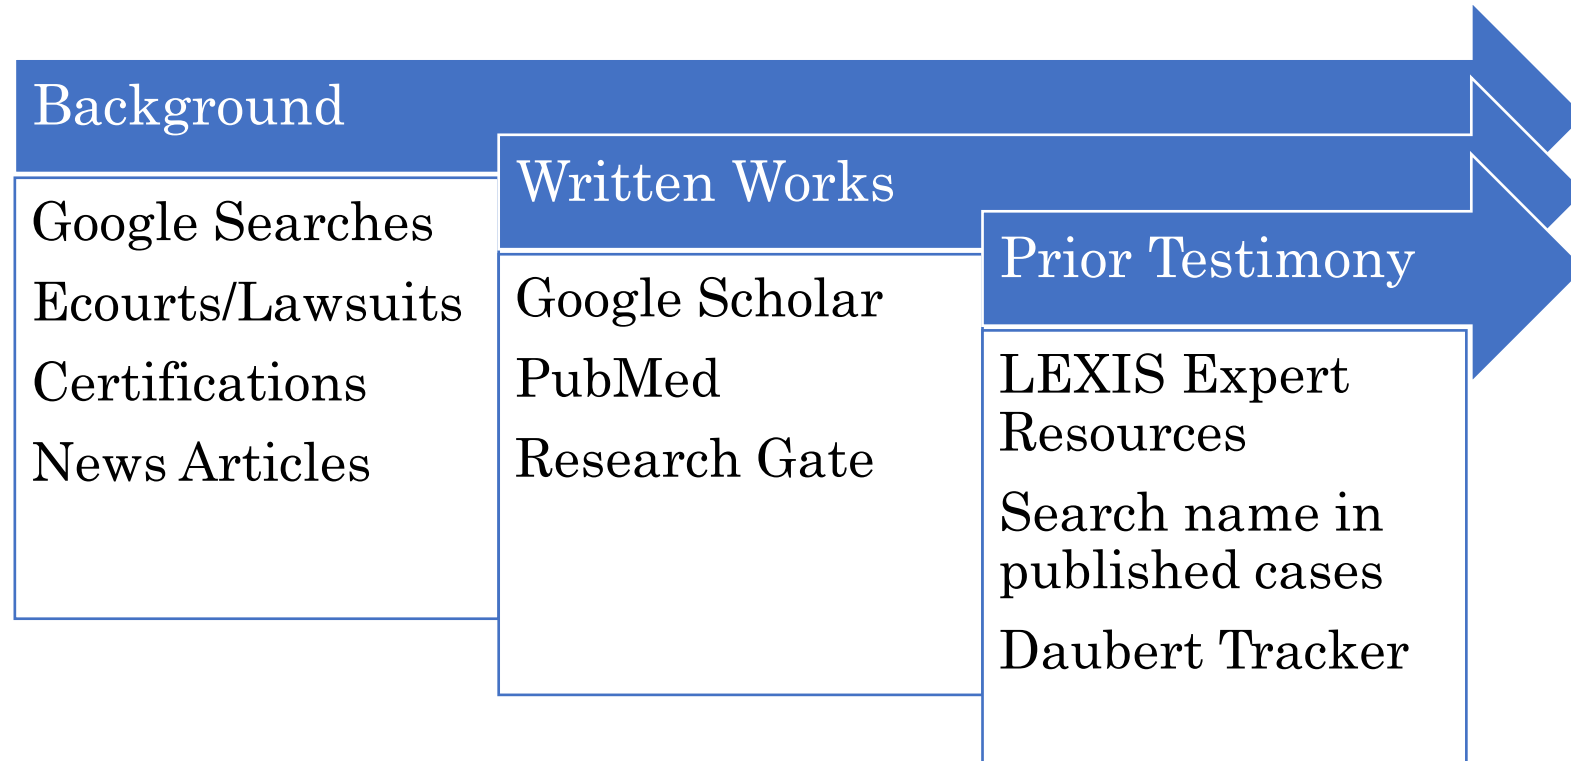 Background
Google Searches
Ecourts/Lawsuits
Certifications
News Articles
Written Works
Google Scholar
PubMed
Research Gate
Prior Testimony
LEXIS Expert
Resources
Search name in
published cases
Daubert Tracker